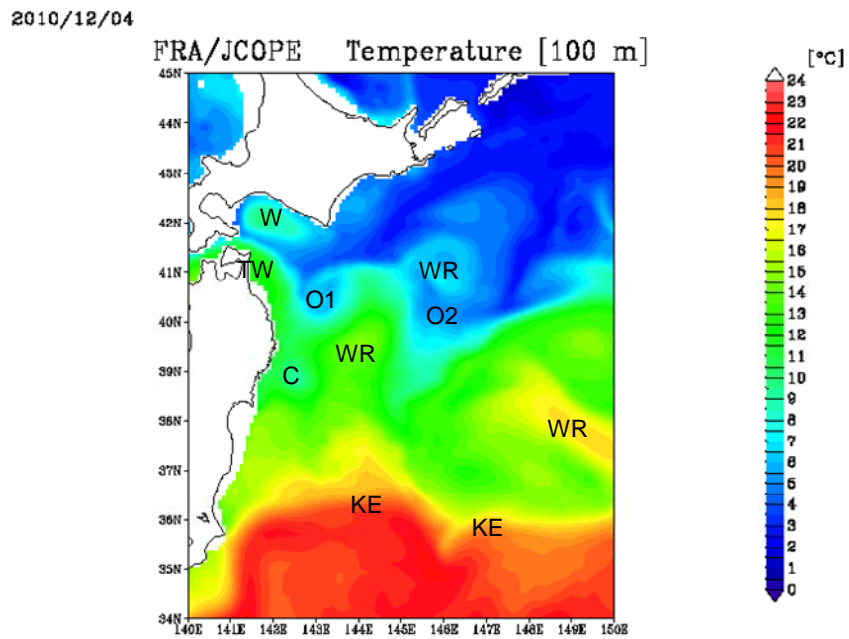 2010/12/04
FRA/JCOPE Temperature [100 m]
[°C]
45N
44N
43N
42N
41N
40N
39N
38N
37N
36N
35N
34N
140E 141E 142E 143E 144E 145E 146E 147E 148E 149E 150E
W
TW
WR
O1
O2
WR
C
WR
KE
KE
24
23
22
21
20
19
18
17
16
15
14
13
12
11
10
9
8
7
6
5
4
3
2
1
0